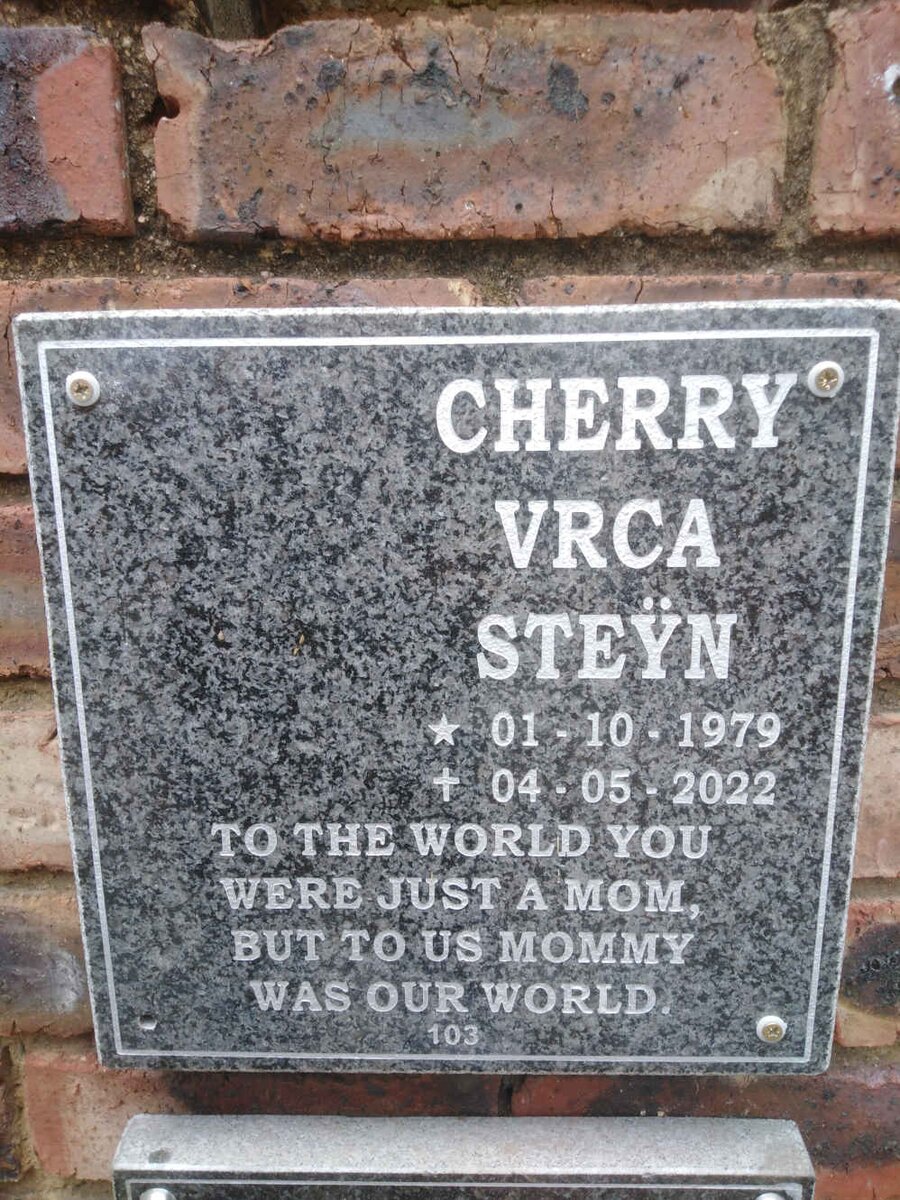 CHERRY
VRCA
STEŸN
★ 01 - 10 - 1979
✝ 04 - 05 - 2022
TO THE WORLD YOU
WERE JUST A MOM,
BUT TO US MOMMY
WAS OUR WORLD.
103